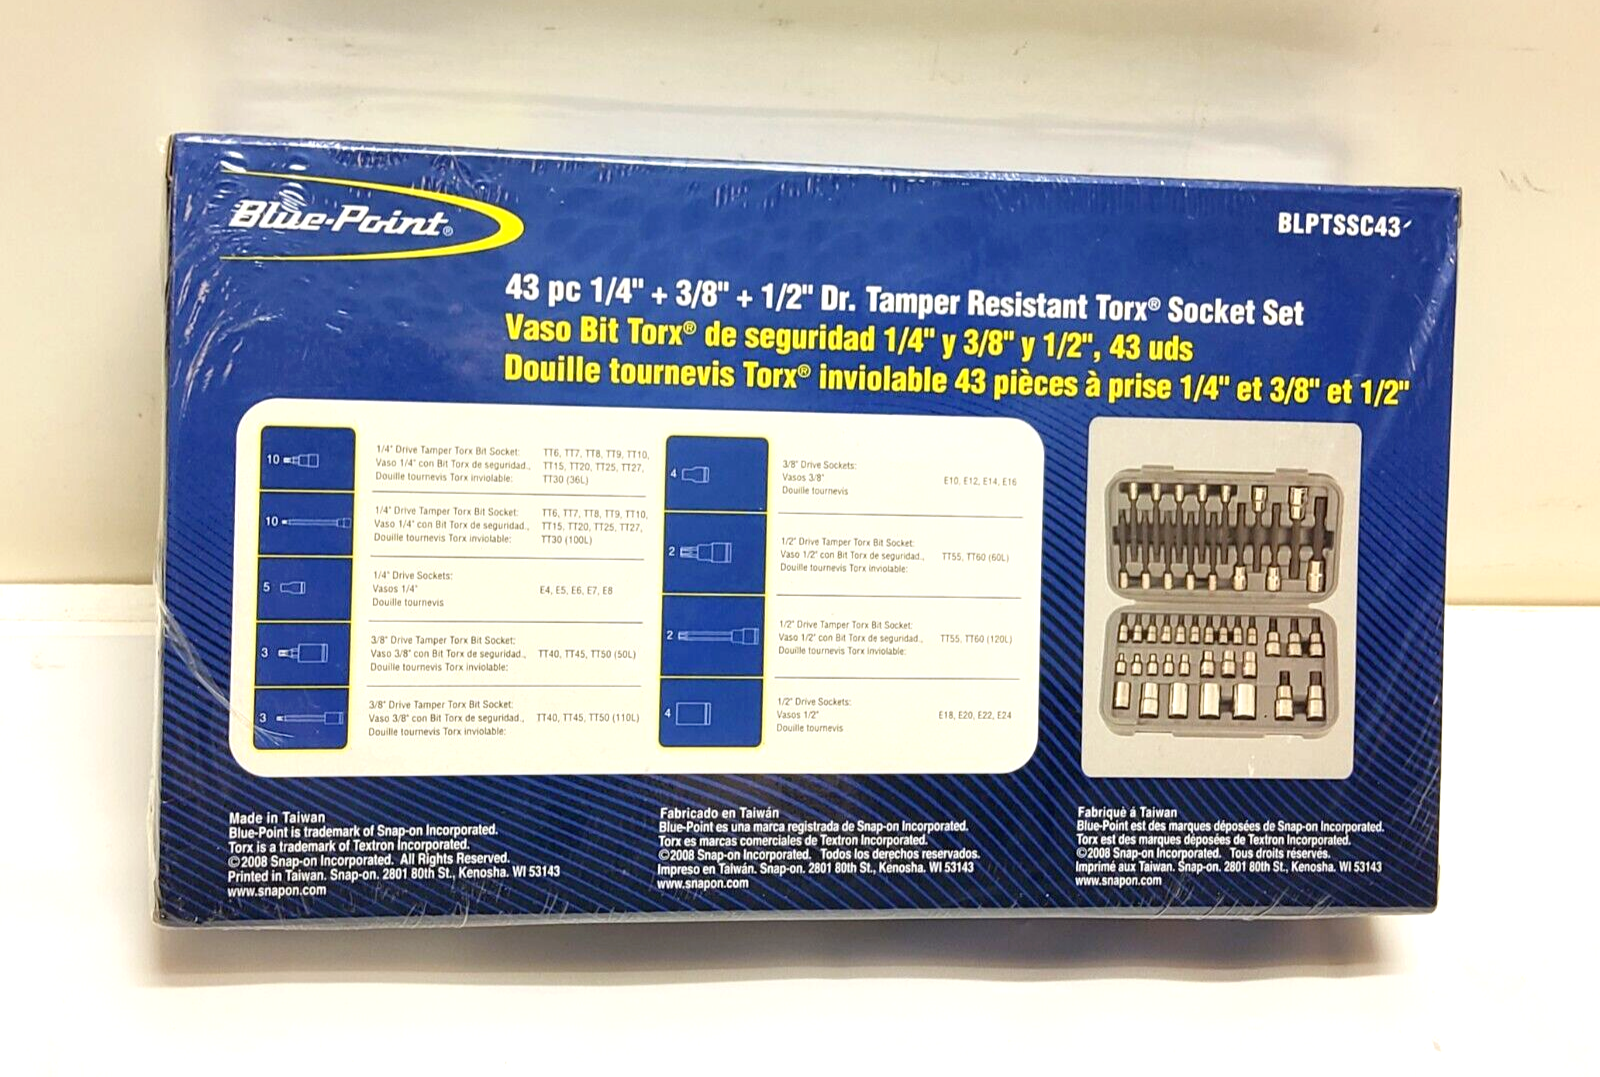 Blue-Point®
BLPTSSC43
43 pc 1/4" + 3/8" + 1/2" Dr. Tamper Resistant Torx® Socket Set
Vaso Bit Torx® de seguridad 1/4" y 3/8" y 1/2", 43 uds
Douille tournevis Torx® inviolable 43 pièces à prise 1/4" et 3/8" et 1/2"
10
1/4" Drive Tamper Torx Bit Socket:
Vaso 1/4" con Bit Torx de seguridad.,
Douille tournevis Torx inviolable:
TT6, TT7, TT8, TT9, TT10,
TT15, TT20, TT25, TT27,
TT30 (36L)
10
1/4" Drive Tamper Torx Bit Socket:
Vaso 1/4" con Bit Torx de seguridad.,
Douille tournevis Torx inviolable:
TT6, TT7, TT8, TT9, TT10,
TT15, TT20, TT25, TT27,
TT30 (100L)
5
1/4" Drive Sockets:
Vasos 1/4"
Douille tournevis
E4, E5, E6, E7, E8
3
3/8" Drive Tamper Torx Bit Socket:
Vaso 3/8" con Bit Torx de seguridad.,
Douille tournevis Torx inviolable:
TT40, TT45, TT50 (50L)
3
3/8" Drive Tamper Torx Bit Socket:
Vaso 3/8" con Bit Torx de seguridad.,
Douille tournevis Torx inviolable:
TT40, TT45, TT50 (110L)
4
3/8" Drive Sockets:
Vasos 3/8"
Douille tournevis
E10, E12, E14, E16
2
1/2" Drive Tamper Torx Bit Socket:
Vaso 1/2" con Bit Torx de seguridad.,
Douille tournevis Torx inviolable:
TT55, TT60 (60L)
2
1/2" Drive Tamper Torx Bit Socket:
Vaso 1/2" con Bit Torx de seguridad.,
Douille tournevis Torx inviolable:
TT55, TT60 (120L)
4
1/2" Drive Sockets:
Vasos 1/2"
Douille tournevis
E18, E20, E22, E24
Made in Taiwan
Blue-Point is trademark of Snap-on Incorporated.
Torx is a trademark of Textron Incorporated.
©2008 Snap-on Incorporated. All Rights Reserved.
Printed in Taiwan. Snap-on. 2801 80th St., Kenosha. WI 53143
www.snapon.com
Fabricado en Taiwán
Blue-Point es una marca registrada de Snap-on Incorporated.
Torx es marcas comerciales de Textron Incorporated.
©2008 Snap-on Incorporated. Todos los derechos reservados.
Impreso en Taiwán. Snap-on. 2801 80th St., Kenosha. WI 53143
www.snapon.com
Fabriquè á Taiwan
Blue-Point est des marques déposées de Snap-on Incorporated.
Torx est des marques déposées de Textron Incorporated.
©2008 Snap-on Incorporated. Tous droits réservés.
Imprimé aux Taiwan. Snap-on. 2801 80th St., Kenosha. WI 53143
www.snapon.com